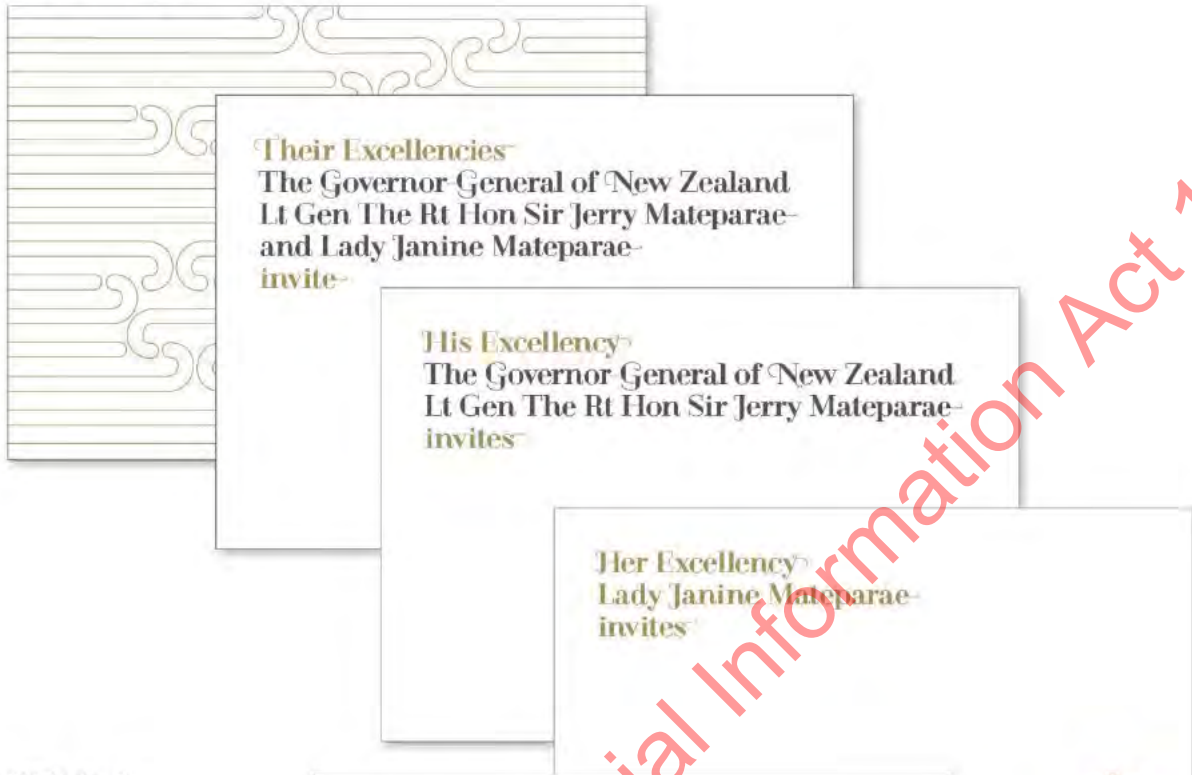 Their Excellencies
The Governor-General of New Zealand
Lt Gen The Rt Hon Sir Jerry Mateparae
and Lady Janine Mateparae
invite
His Excellency
The Governor General of New Zealand
Lt Gen The Rt Hon Sir Jerry Mateparae
invites
Her Excellency
Lady Janine Mateparae
invites
Information Act